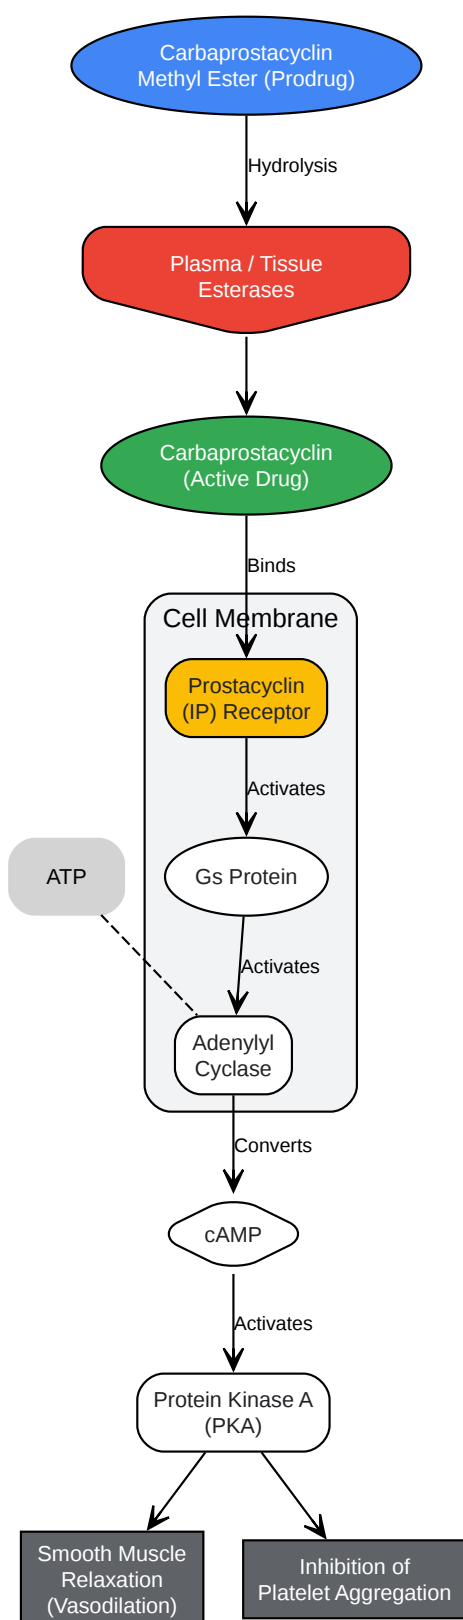 Carbaprostacyclin
Methyl Ester (Prodrug)
Hydrolysis
Plasma / Tissue
Esterases
Carbaprostacyclin
(Active Drug)
Binds
Cell Membrane
Prostacyclin
(IP) Receptor
Activates
ATP
Gs Protein
Activates
Adenylyl
Cyclase
Converts
cAMP
Activates
Protein Kinase A
(PKA)
Smooth Muscle
Relaxation
(Vasodilation)
Inhibition of
Platelet Aggregation